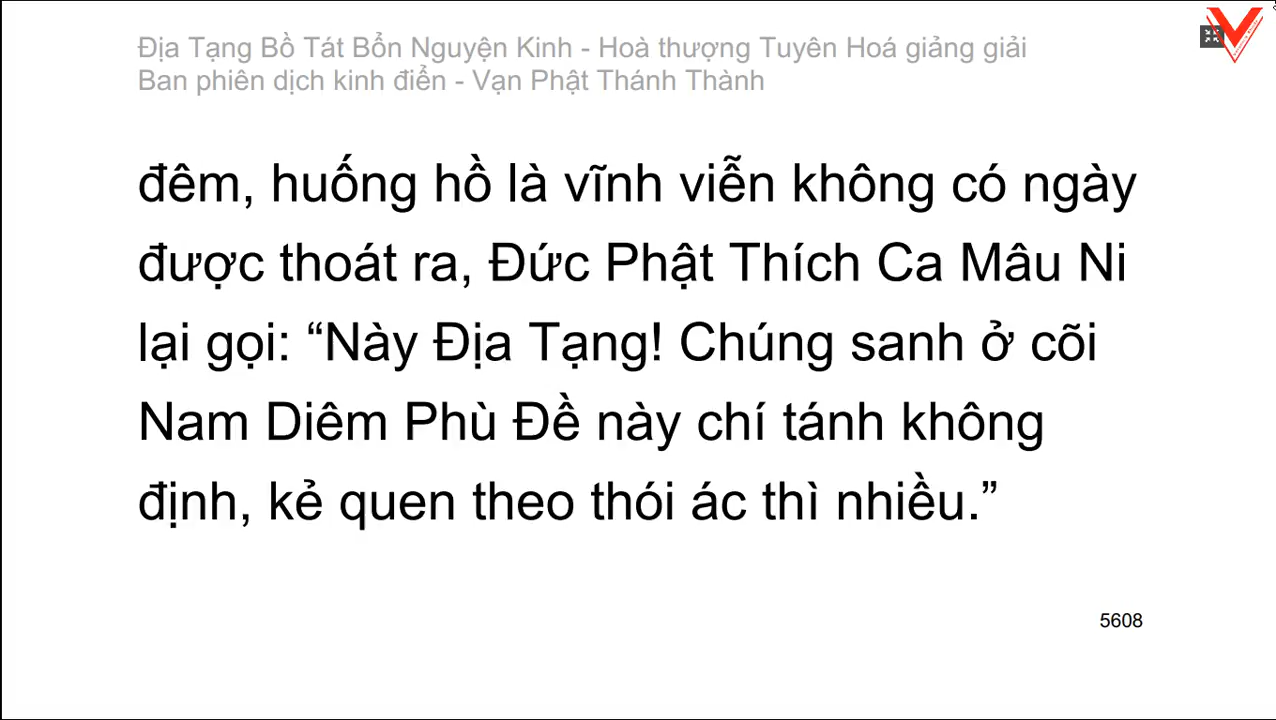 Địa Tạng Bồ Tát Bổn Nguyện Kinh - Hoà thượng Tuyên Hoá giảng giải
Ban phiên dịch kinh điển - Vạn Phật Thánh Thành
đêm, huống hồ là vĩnh viễn không có ngày
được thoát ra, Đức Phật Thích Ca Mâu Ni
lại gọi: “Này Địa Tạng! Chúng sanh ở cõi
Nam Diêm Phù Đề này chí tánh không
định, kẻ quen theo thói ác thì nhiều.”
5608